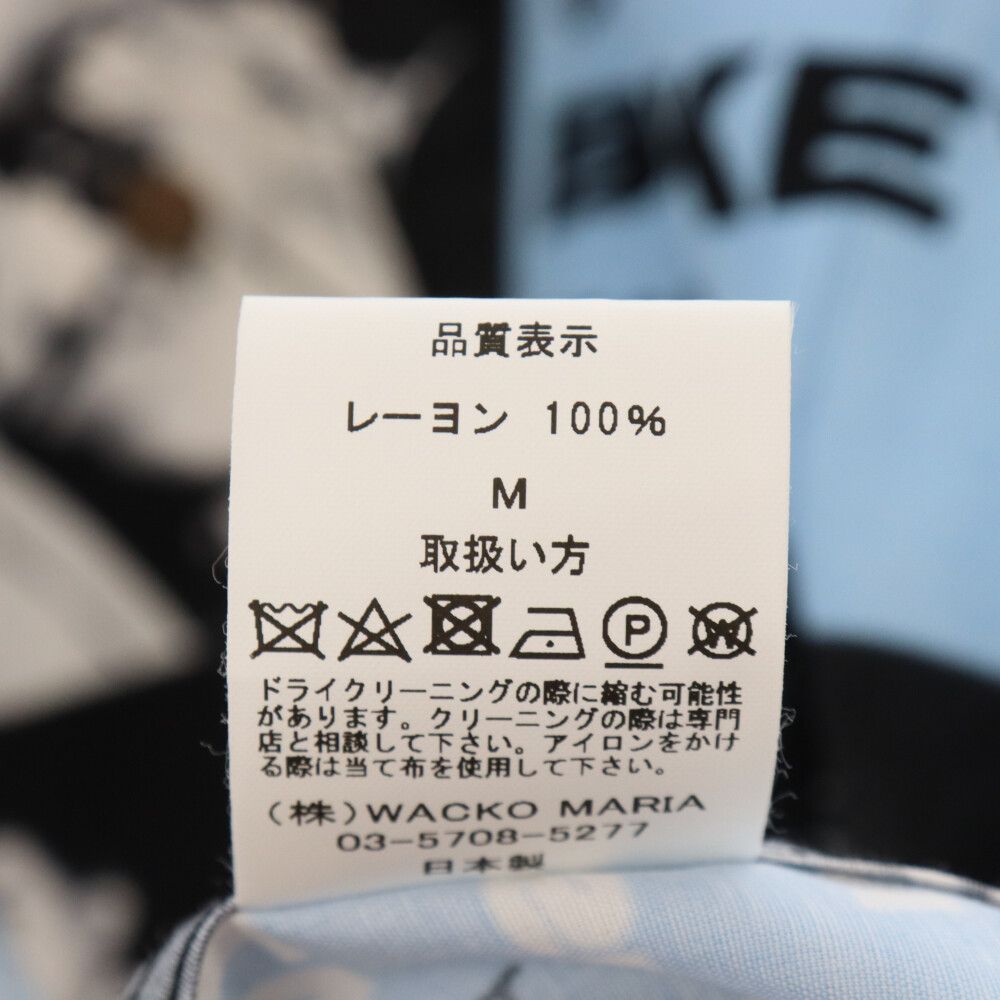 KE
品質表示
レーヨン 100%
M
取扱い方
P
W
ドライクリーニングの際に縮む可能性
があります。クリーニングの際は専門
店と相談して下さい。アイロンをかけ
る際は当て布を使用して下さい。
(株)WACKO MARIA
03-5708-5277
日本製